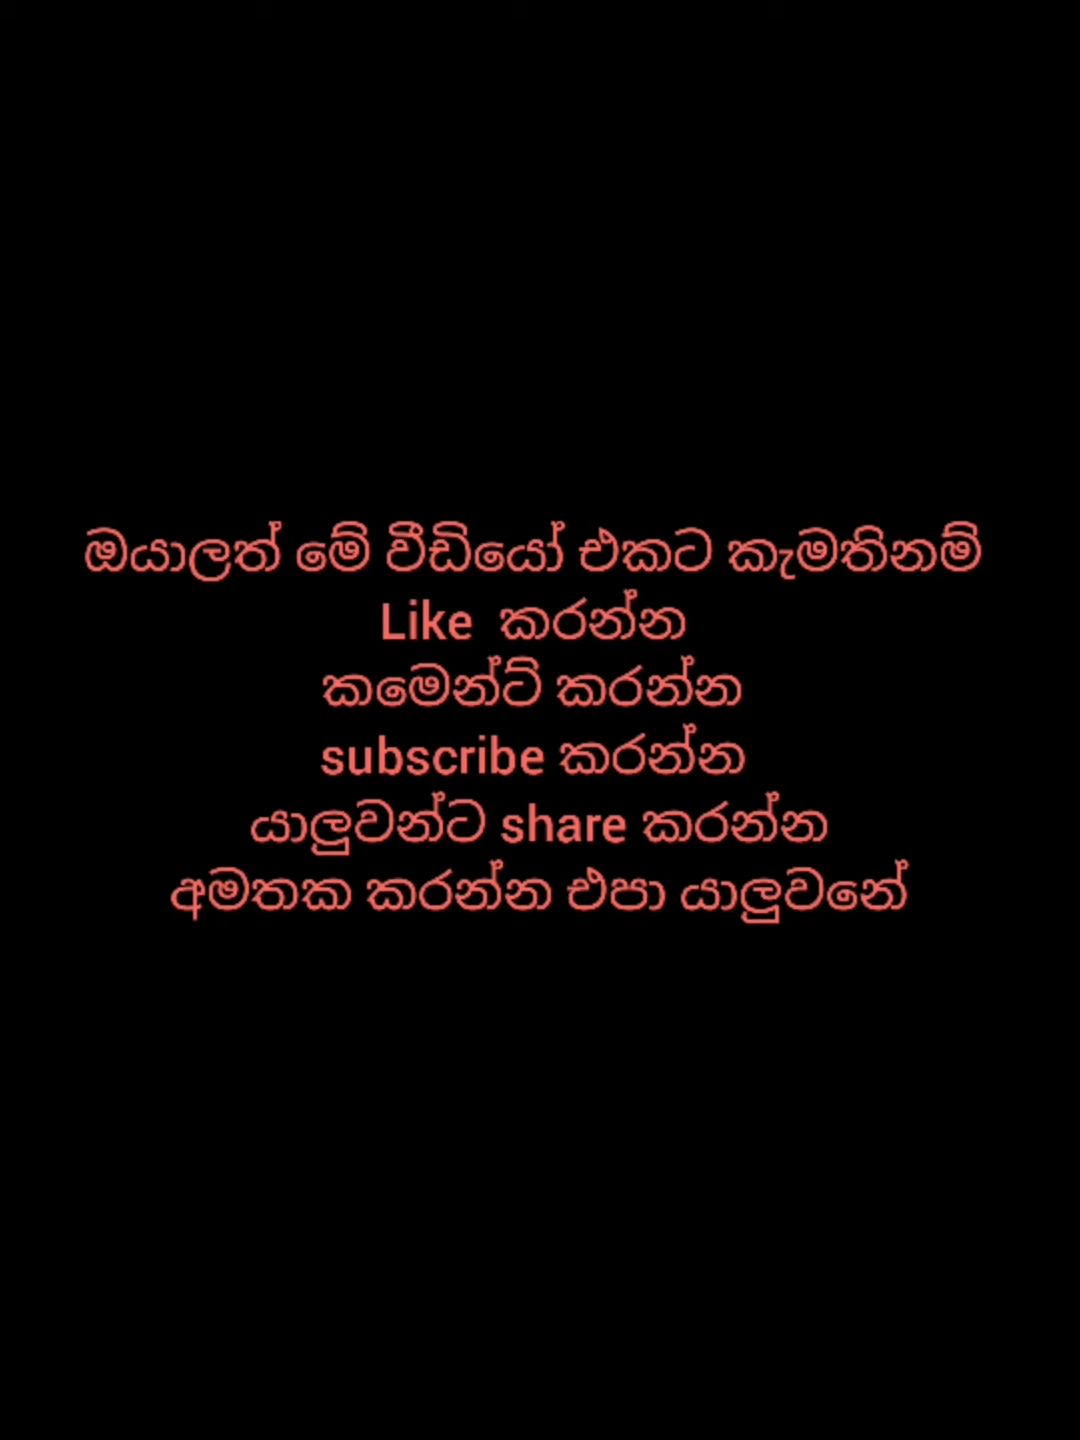 ඔයාලත් මේ වීඩියෝ එකට කැමතිනම්
Like කරන්න
කමෙන්ට් කරන්න
subscribe කරන්න
යාලුවන්ට share කරන්න
අමතක කරන්න එපා යාලුවනේ